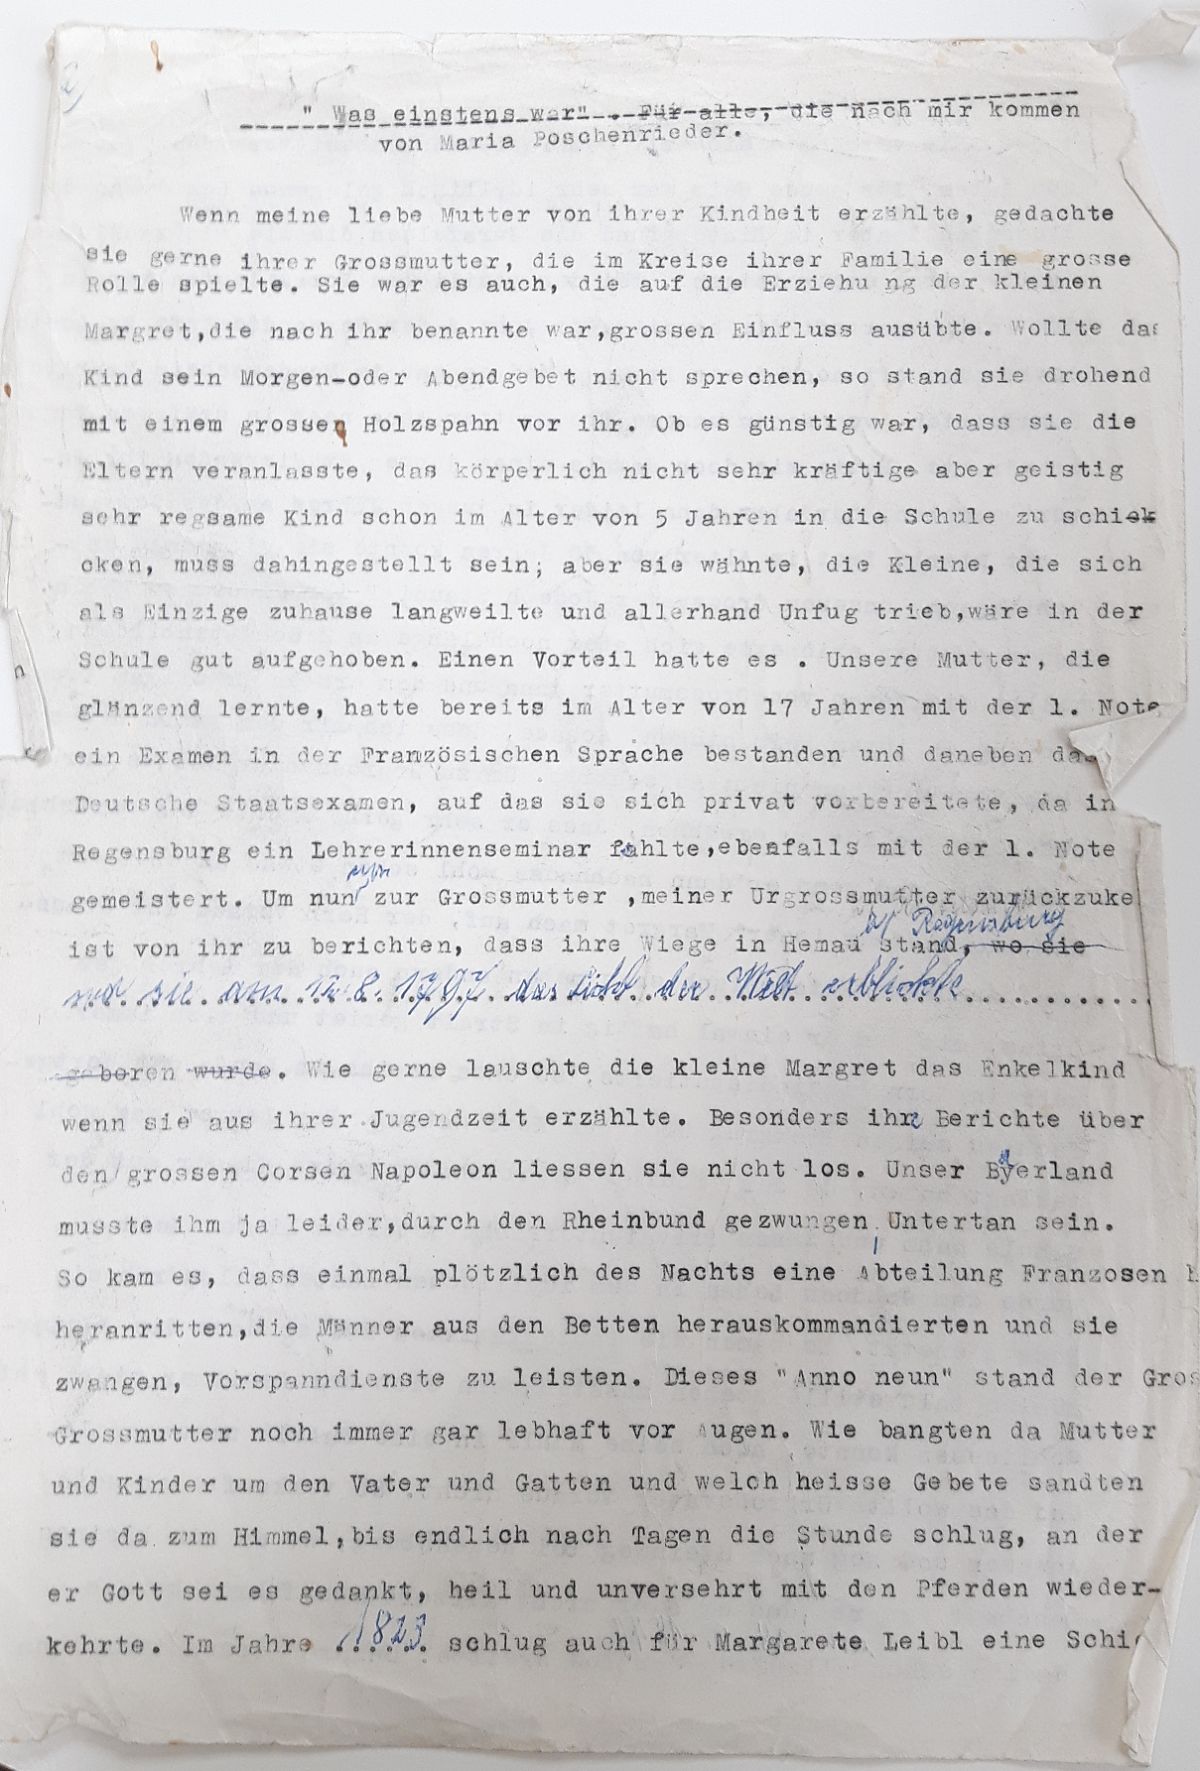 " Was einstens war" . Für alle, die nach mir kommen
von Maria Poschenrieder.
Wenn meine liebe Mutter von ihrer Kindheit erzählte, gedachte
sie gerne ihrer Grossmutter, die im Kreise ihrer Familie eine grosse
Rolle spielte. Sie war es auch, die auf die Erziehu ng der kleinen
Margret,die nach ihr benannte war,grossen Einfluss ausübte. Wollte das
Kind sein Morgen-oder Abendgebet nicht sprechen, so stand sie drohend
mit einem grossen Holzspahn vor ihr. Ob es günstig war, dass sie die
Eltern veranlasste, das körperlich nicht sehr kräftige aber geistig
sehr regsame Kind schon im Alter von 5 Jahren in die Schule zu schick
cken, muss dahingestellt sein; aber sie wähnte, die Kleine, die sich
als Einzige zuhause langweilte und allerhand Unfug trieb,wäre in der
Schule gut aufgehoben. Einen Vorteil hatte es . Unsere Mutter, die
glänzend lernte, hatte bereits im Alter von 17 Jahren mit der 1. Note
ein Examen in der Französischen Sprache bestanden und daneben das
Deutsche Staatsexamen, auf das sie sich privat vorbereitete, da in
Regensburg ein Lehrerinnenseminar fehlte,ebenfalls mit der 1. Note
gemeistert. Um nun zur Grossmutter ,meiner Urgrossmutter zurückzuke
b/ Regensburg
ist von ihr zu berichten, dass ihre Wiege in Hemau stand, wo sie
wo sie am 12.8.1797 das Licht der Welt erblickte
geboren wurde. Wie gerne lauschte die kleine Margret das Enkelkind
wenn sie aus ihrer Jugendzeit erzählte. Besonders ihre Berichte über
den grossen Corsen Napoleon liessen sie nicht los. Unser Bayerland
musste ihm ja leider,durch den Rheinbund gezwungen, Untertan sein.
So kam es, dass einmal plötzlich des Nachts eine Abteilung Franzosen h
heranritten,die Männer aus den Betten herauskommandierten und sie
zwangen, Vorspanndienste zu leisten. Dieses "Anno neun" stand der Gros
Grossmutter noch immer gar lebhaft vor Augen. Wie bangten da Mutter
und Kinder um den Vater und Gatten und welch heisse Gebete sandten
sie da zum Himmel,bis endlich nach Tagen die Stunde schlug, an der
er Gott sei es gedankt, heil und unversehrt mit den Pferden wieder-
kehrte. Im Jahre 1823 schlug auch für Margarete Leibl eine Schi